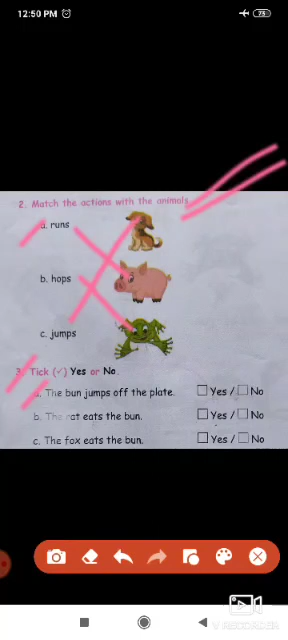 12:50 PM
75
2. Match the actions with the animals
a. runs
b. hops
c. jumps
3. Tick (✓) Yes or No.
a. The bun jumps off the plate. Yes / No
b. The rat eats the bun. Yes / No
c. The fox eats the bun. Yes / No
V RECORDER